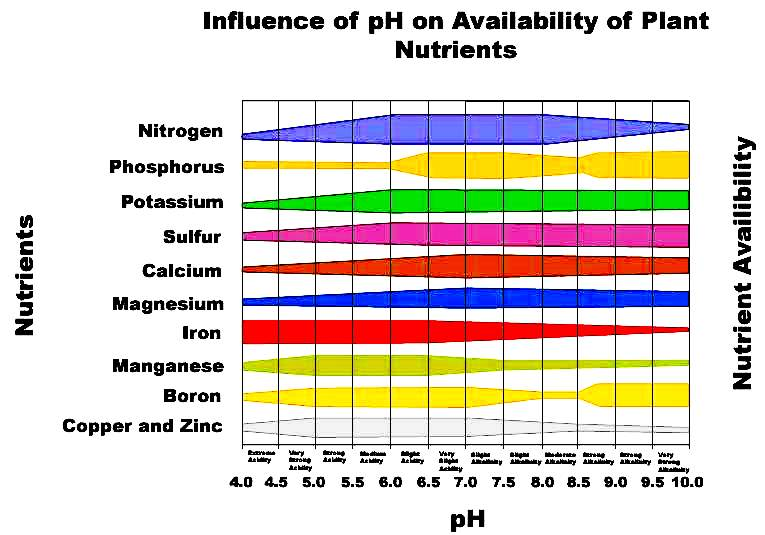 Influence of pH on Availability of Plant
Nutrients
Nitrogen
Phosphorus
Potassium
Sulfur
Calcium
Magnesium
Iron
Manganese
Boron
Copper and Zinc
Nutrients
Nutrient Availibility
Extreme Acidity
Very Strong Acidity
Strong Acidity
Medium Acidity
Slight Acidity
Very Slight Acidity
Slight Alkalinity
Slight Alkalinity
Moderate Alkalinity
Strong Alkalinity
Strong Alkalinity
Very Strong Alkalinity
4.0 4.5 5.0 5.5 6.0 6.5 7.0 7.5 8.0 8.5 9.0 9.5 10.0
pH